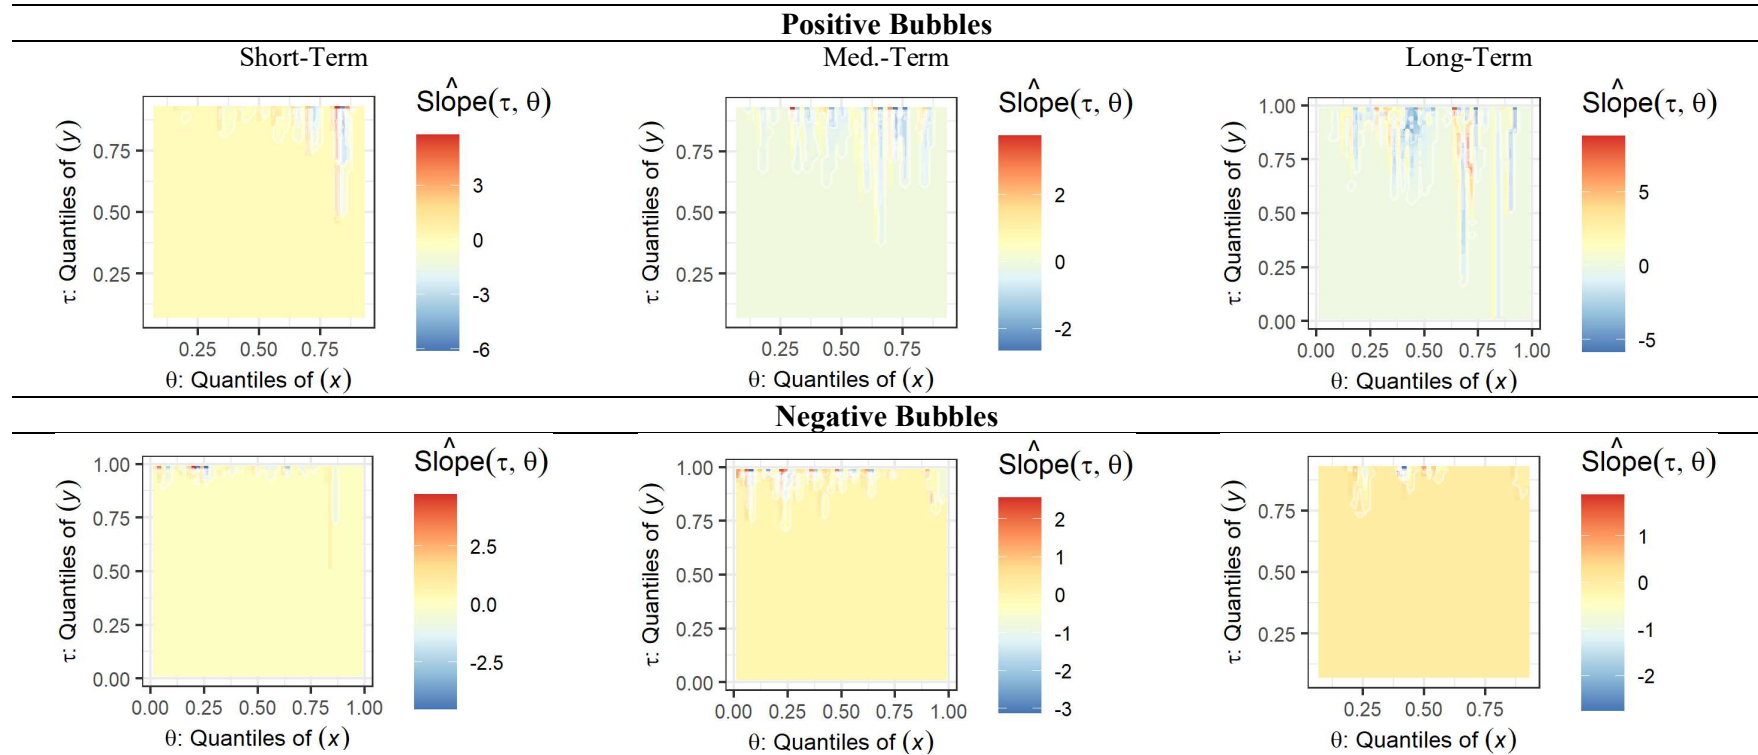 Positive Bubbles
Short-Term Med.-Term Long-Term
Slôpe(τ, θ)
3
0
-3
-6
0.75
0.50
0.25
τ: Quantiles of (y)
0.25 0.50 0.75
θ: Quantiles of (x)
Slôpe(τ, θ)
2
0
-2
0.75
0.50
0.25
τ: Quantiles of (y)
0.25 0.50 0.75
θ: Quantiles of (x)
Slôpe(τ, θ)
5
0
-5
1.00
0.75
0.50
0.25
0.00
τ: Quantiles of (y)
0.00 0.25 0.50 0.75 1.00
θ: Quantiles of (x)
Negative Bubbles
Slôpe(τ, θ)
2.5
0.0
-2.5
1.00
0.75
0.50
0.25
0.00
τ: Quantiles of (y)
0.00 0.25 0.50 0.75 1.00
θ: Quantiles of (x)
Slôpe(τ, θ)
2
1
0
-1
-2
-3
1.00
0.75
0.50
0.25
0.00
τ: Quantiles of (y)
0.00 0.25 0.50 0.75 1.00
θ: Quantiles of (x)
Slôpe(τ, θ)
1
0
-1
-2
0.75
0.50
0.25
τ: Quantiles of (y)
0.25 0.50 0.75
θ: Quantiles of (x)